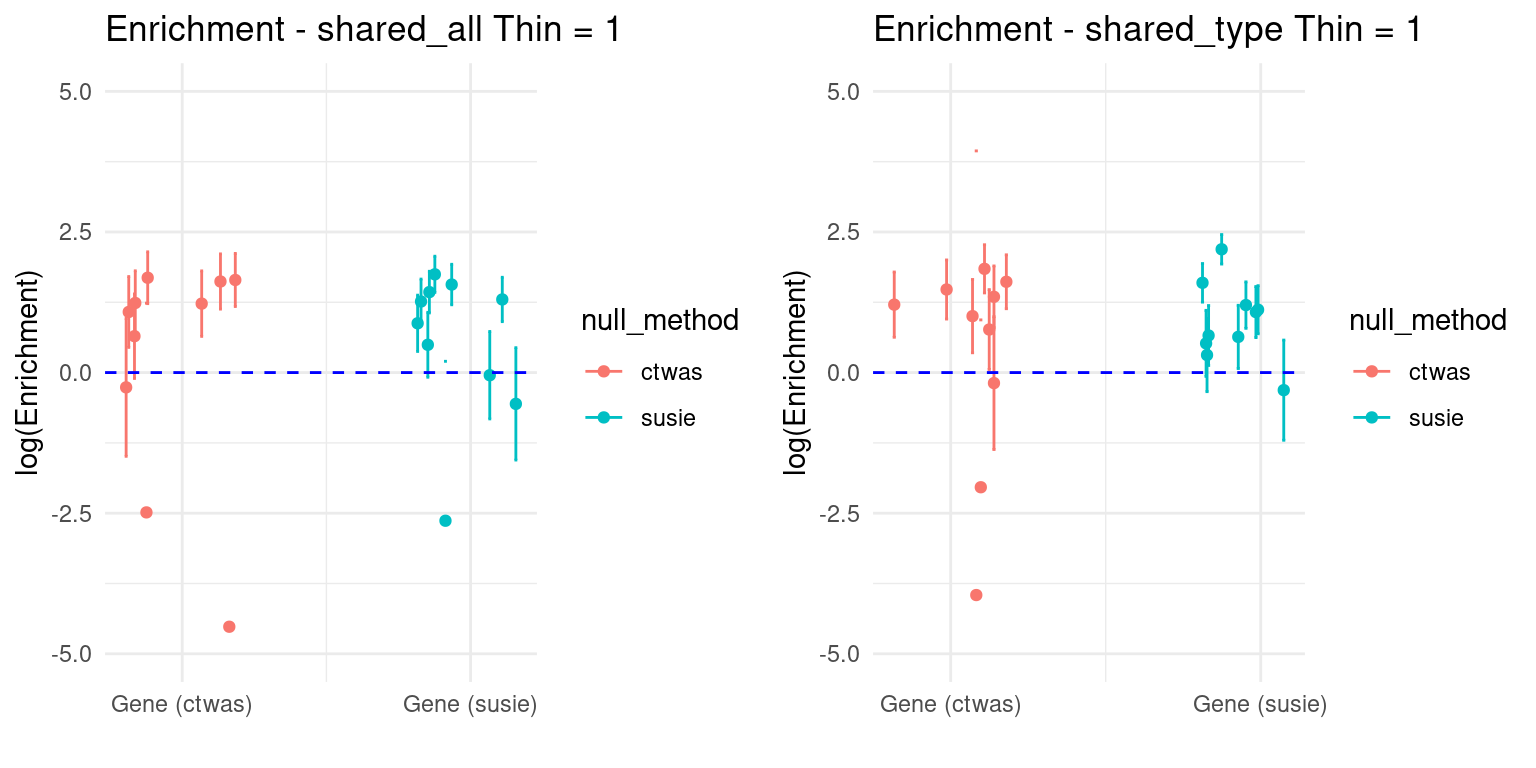 Enrichment - shared_all Thin = 1
5.0
2.5
0.0
-2.5
-5.0
log(Enrichment)
Gene (ctwas)
Gene (susie)
null_method
ctwas
susie
Enrichment - shared_type Thin = 1
5.0
2.5
0.0
-2.5
-5.0
log(Enrichment)
Gene (ctwas)
Gene (susie)
null_method
ctwas
susie